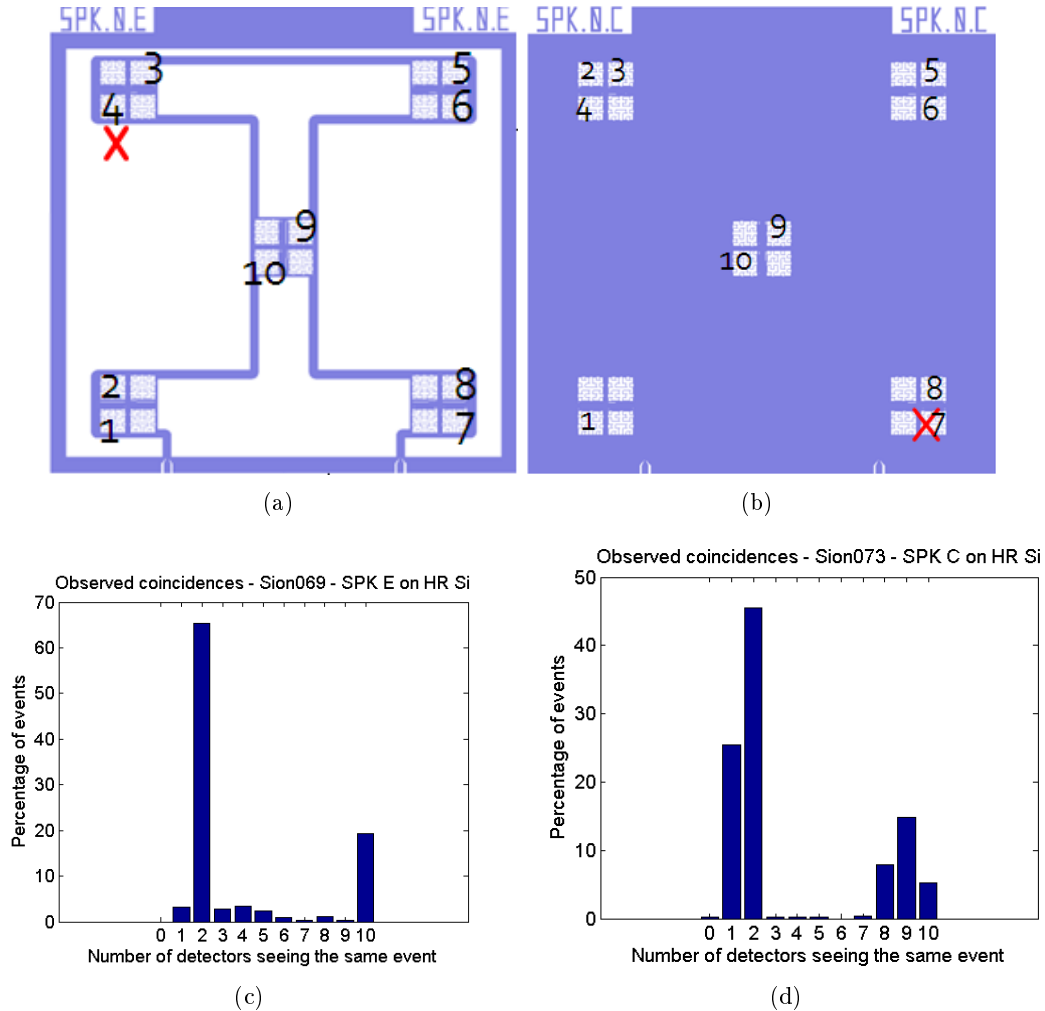 SPK.0.E SPK.0.E
3 5
4 6
X
9
10
2 8
1 7
(a)
SPK.0.C SPK.0.C
2 3 5
4 6
9
10
8
1 7
X
(b)
Observed coincidences - Sion069 - SPK E on HR Si
Percentage of events
70
60
50
40
30
20
10
0
0 1 2 3 4 5 6 7 8 9 10
Number of detectors seeing the same event
(c)
Observed coincidences - Sion073 - SPK C on HR Si
Percentage of events
50
40
30
20
10
0
0 1 2 3 4 5 6 7 8 9 10
Number of detectors seeing the same event
(d)